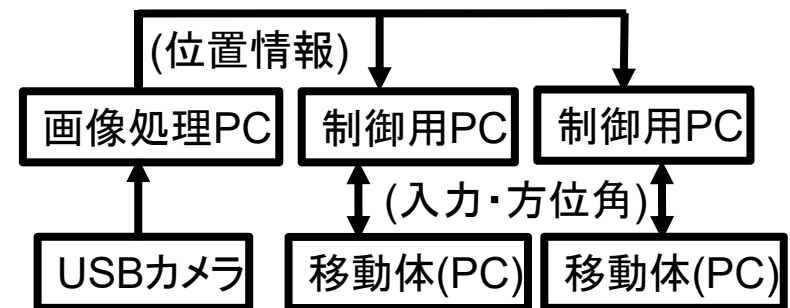 (位置情報)
画像処理PC
制御用PC
制御用PC
(入力・方位角)
USBカメラ
移動体(PC)
移動体(PC)